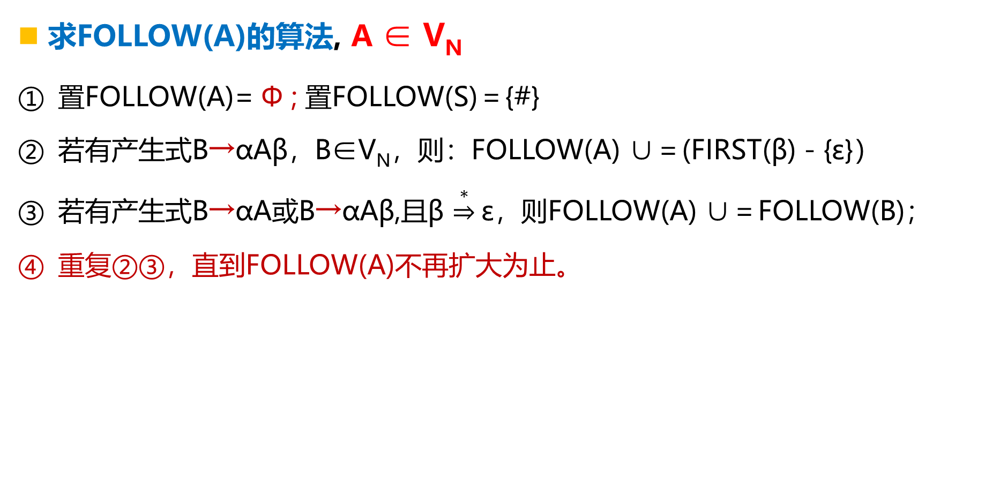 求FOLLOW(A)的算法, A ∈ V_N
① 置FOLLOW(A)= Φ ; 置FOLLOW(S) = {#}
② 若有产生式B→αAβ，B∈V_N，则：FOLLOW(A) ∪ = (FIRST(β) - {ε})
③ 若有产生式B→αA或B→αAβ,且β ⇒* ε，则FOLLOW(A) ∪ = FOLLOW(B)；
④ 重复②③，直到FOLLOW(A)不再扩大为止。